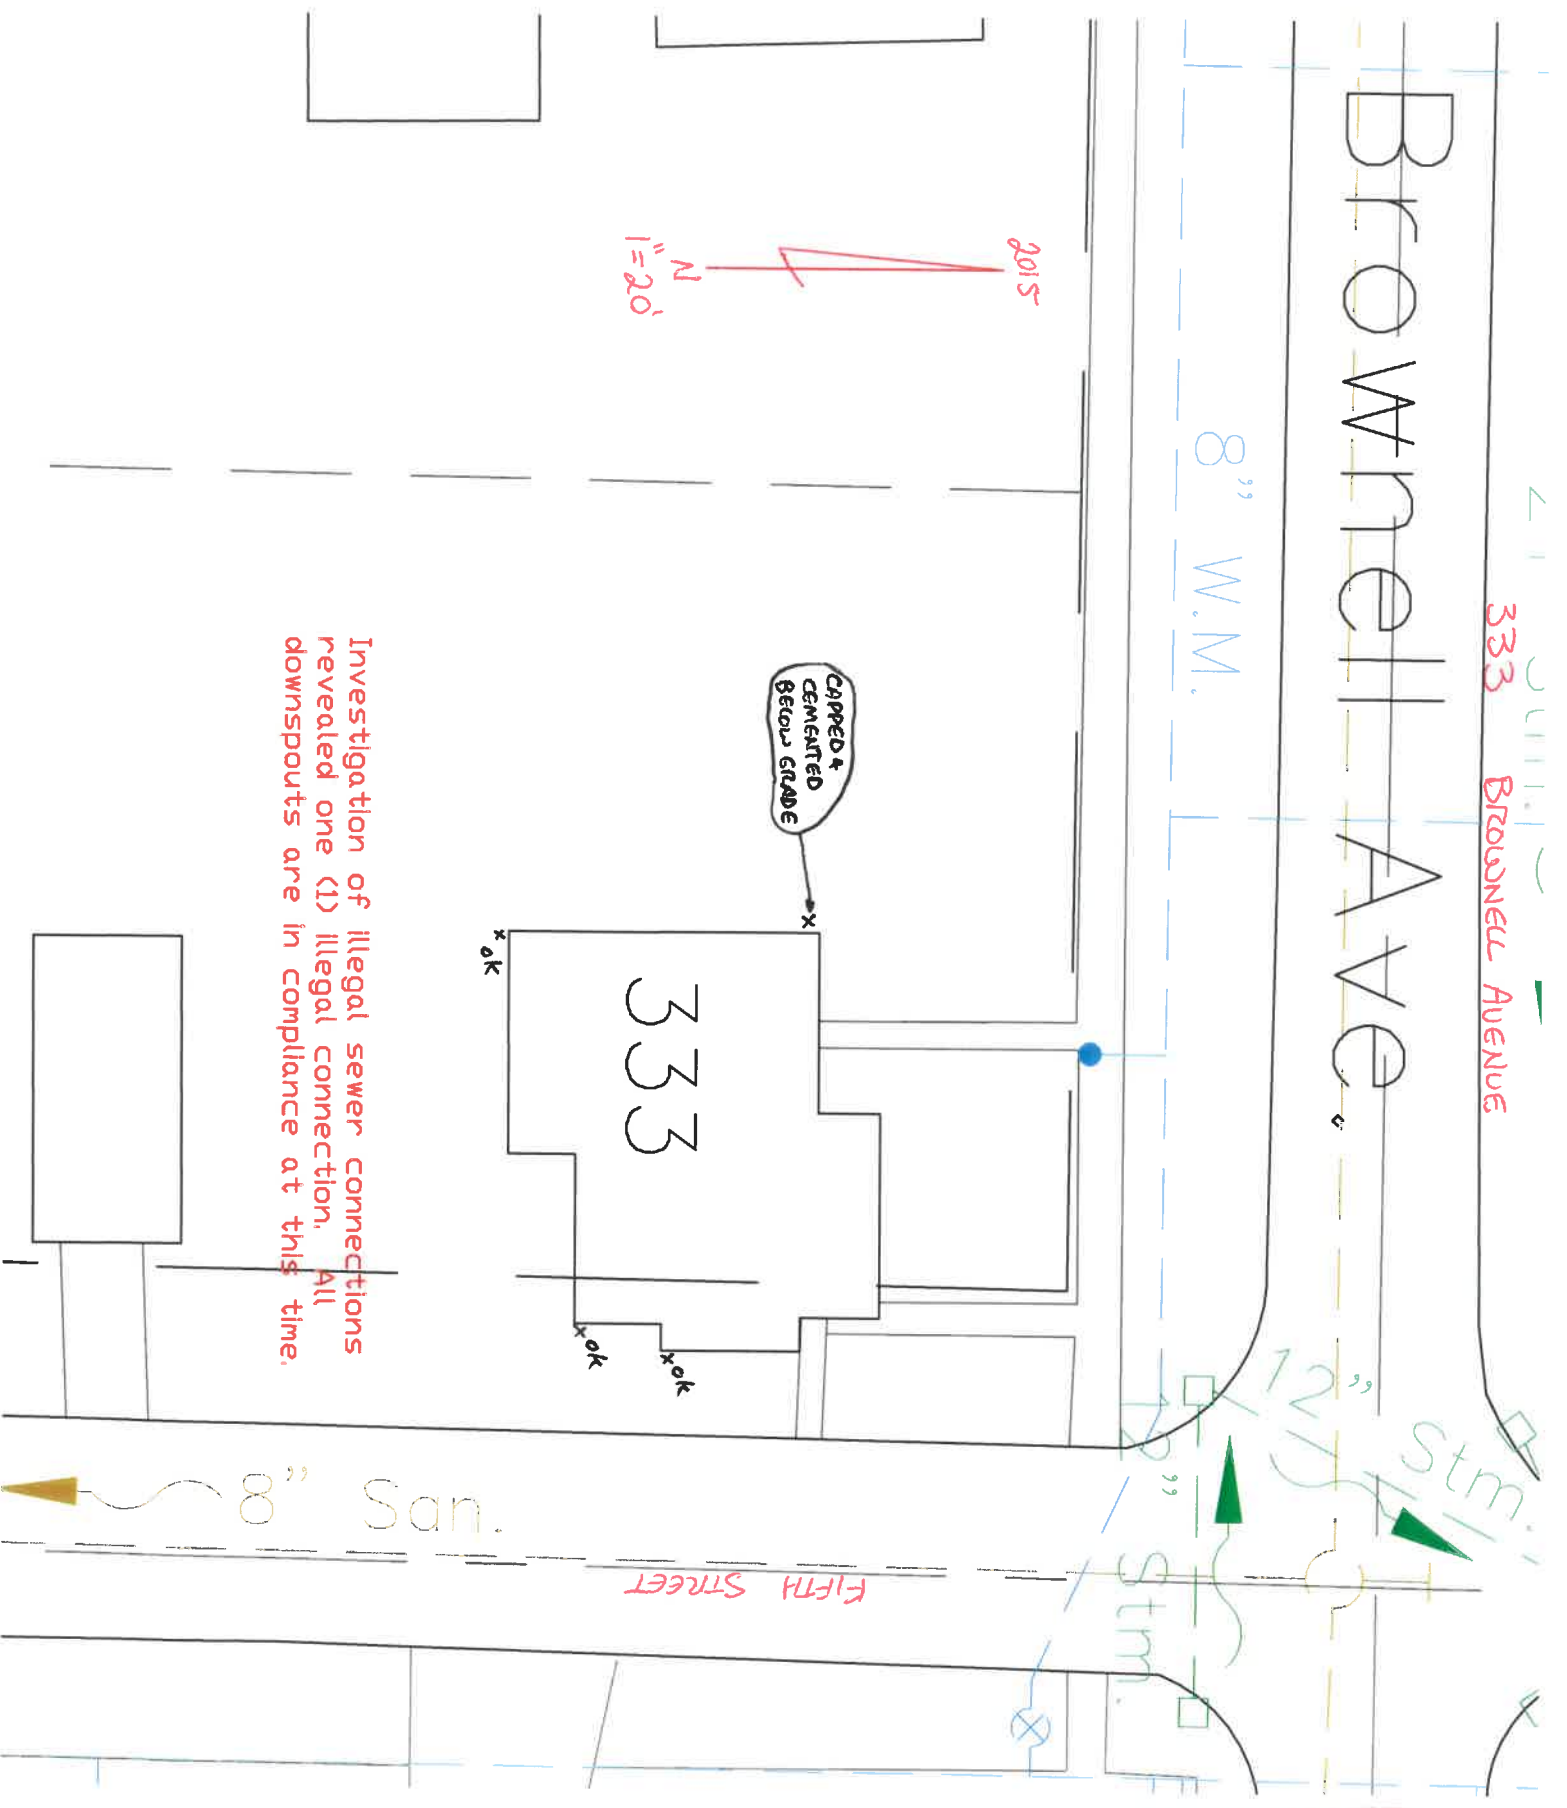 333 BROWNELL AVENUE
Brownell Ave.
8" W.M.
2015
N
1"=20'
CAPPED &
CEMENTED
BELOW GRADE
x
333
x ok
x ok
x ok
Investigation of illegal sewer connections
revealed one (1) illegal connection. All
downspouts are in compliance at this time.
12" Stm.
Stm.
8" San.
FIFTH STREET